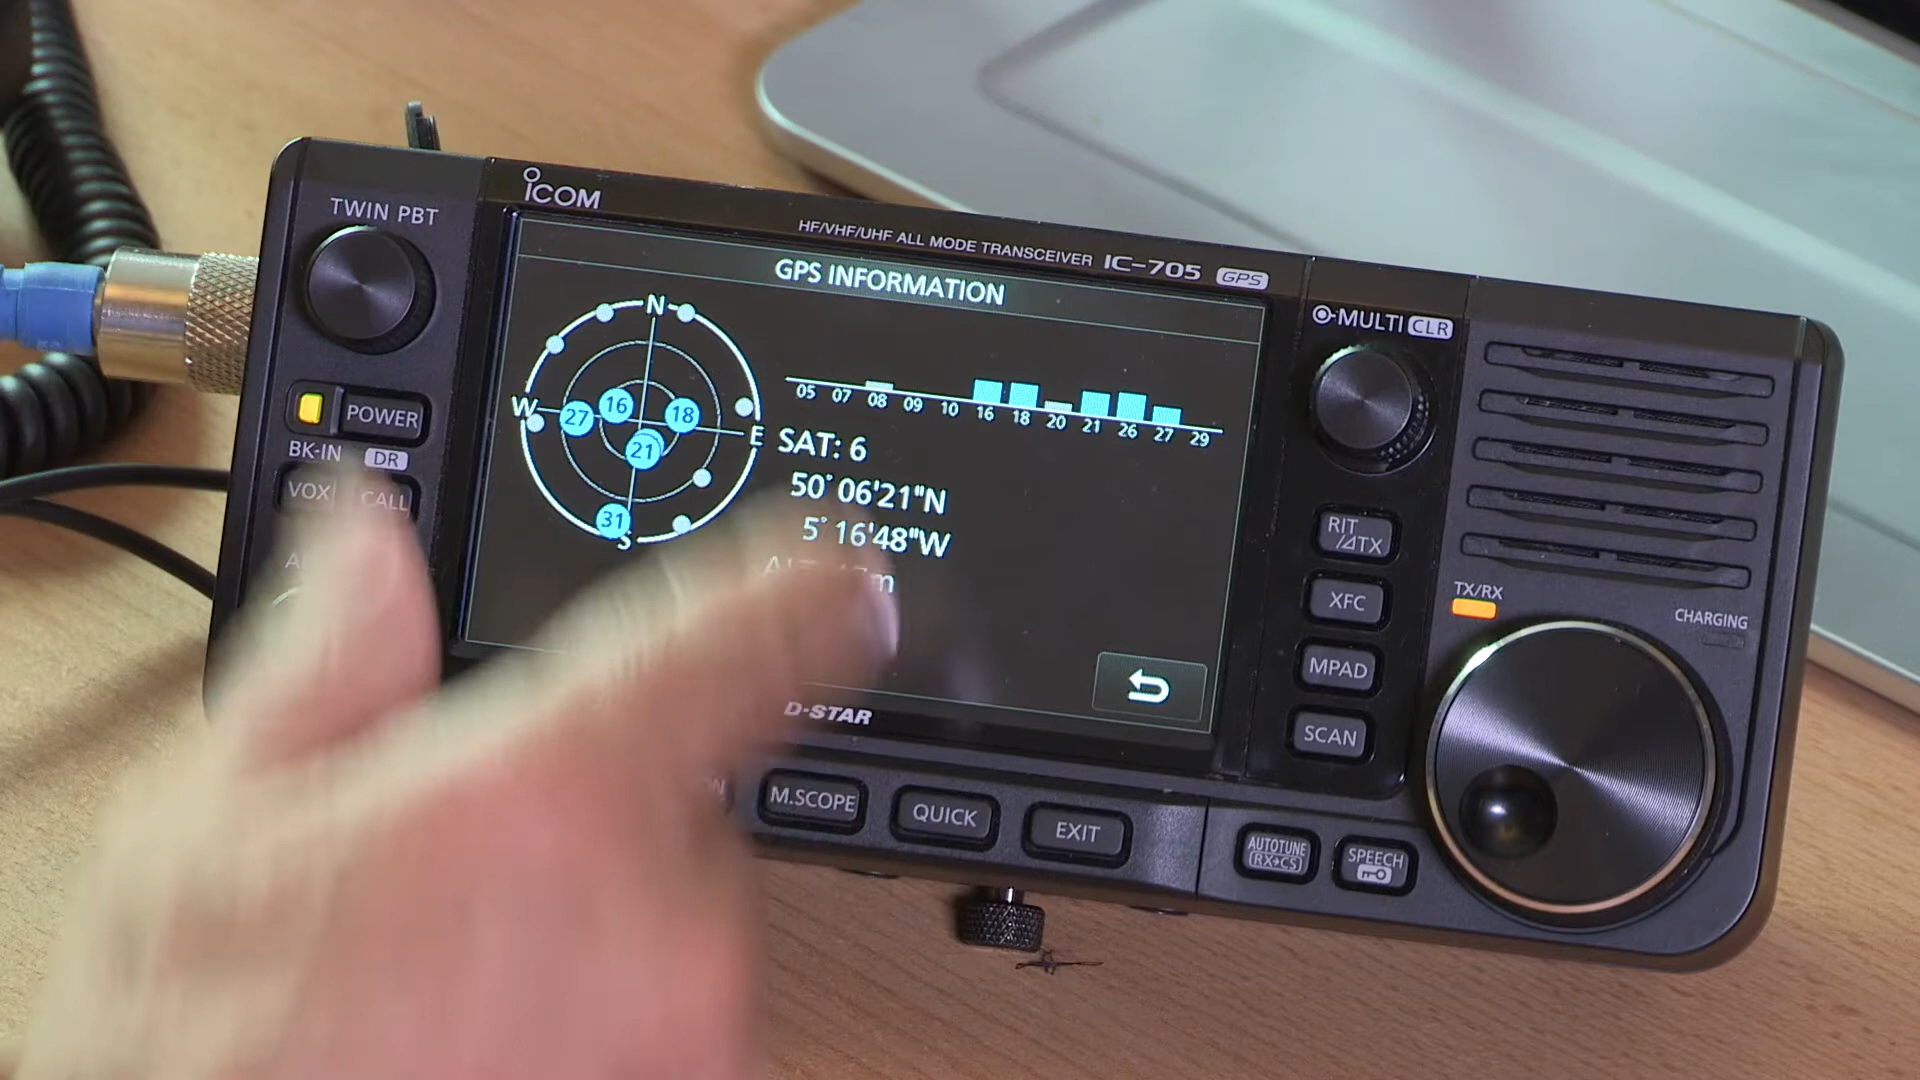 ICOM
TWIN PBT
HF/VHF/UHF ALL MODE TRANSCEIVER IC-705 GPS
GPS INFORMATION
N
W
E
S
27
16
18
21
31
05 07 08 09 10 16 18 20 21 26 27 29
SAT: 6
50° 06'21"N
5° 16'48"W
MULTI CLR
POWER
BK-IN
DR
VOX
CALL
RIT
/⊿TX
XFC
MPAD
SCAN
TX/RX
CHARGING
D-STAR
M.SCOPE
QUICK
EXIT
AUTOTUNE
RX→CS
SPEECH